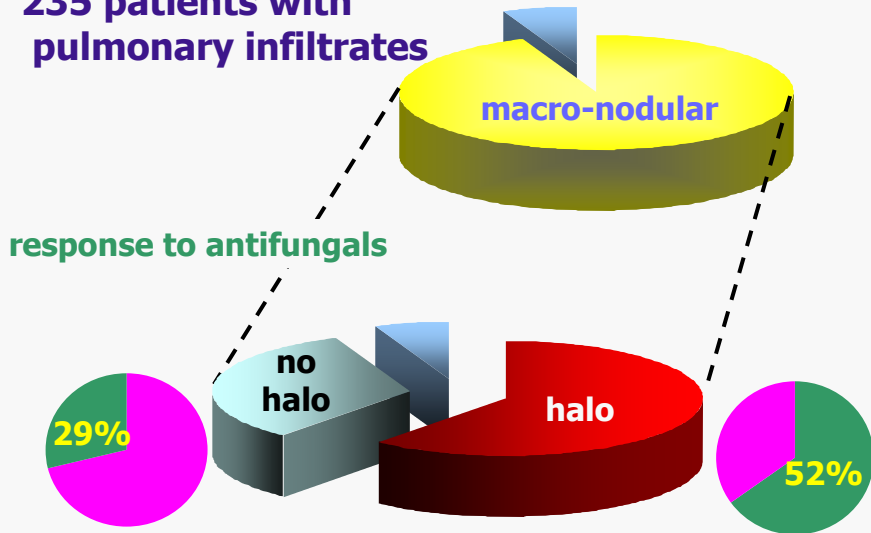 235 patients with
pulmonary infiltrates
macro-nodular
response to antifungals
no
halo
halo
29%
52%